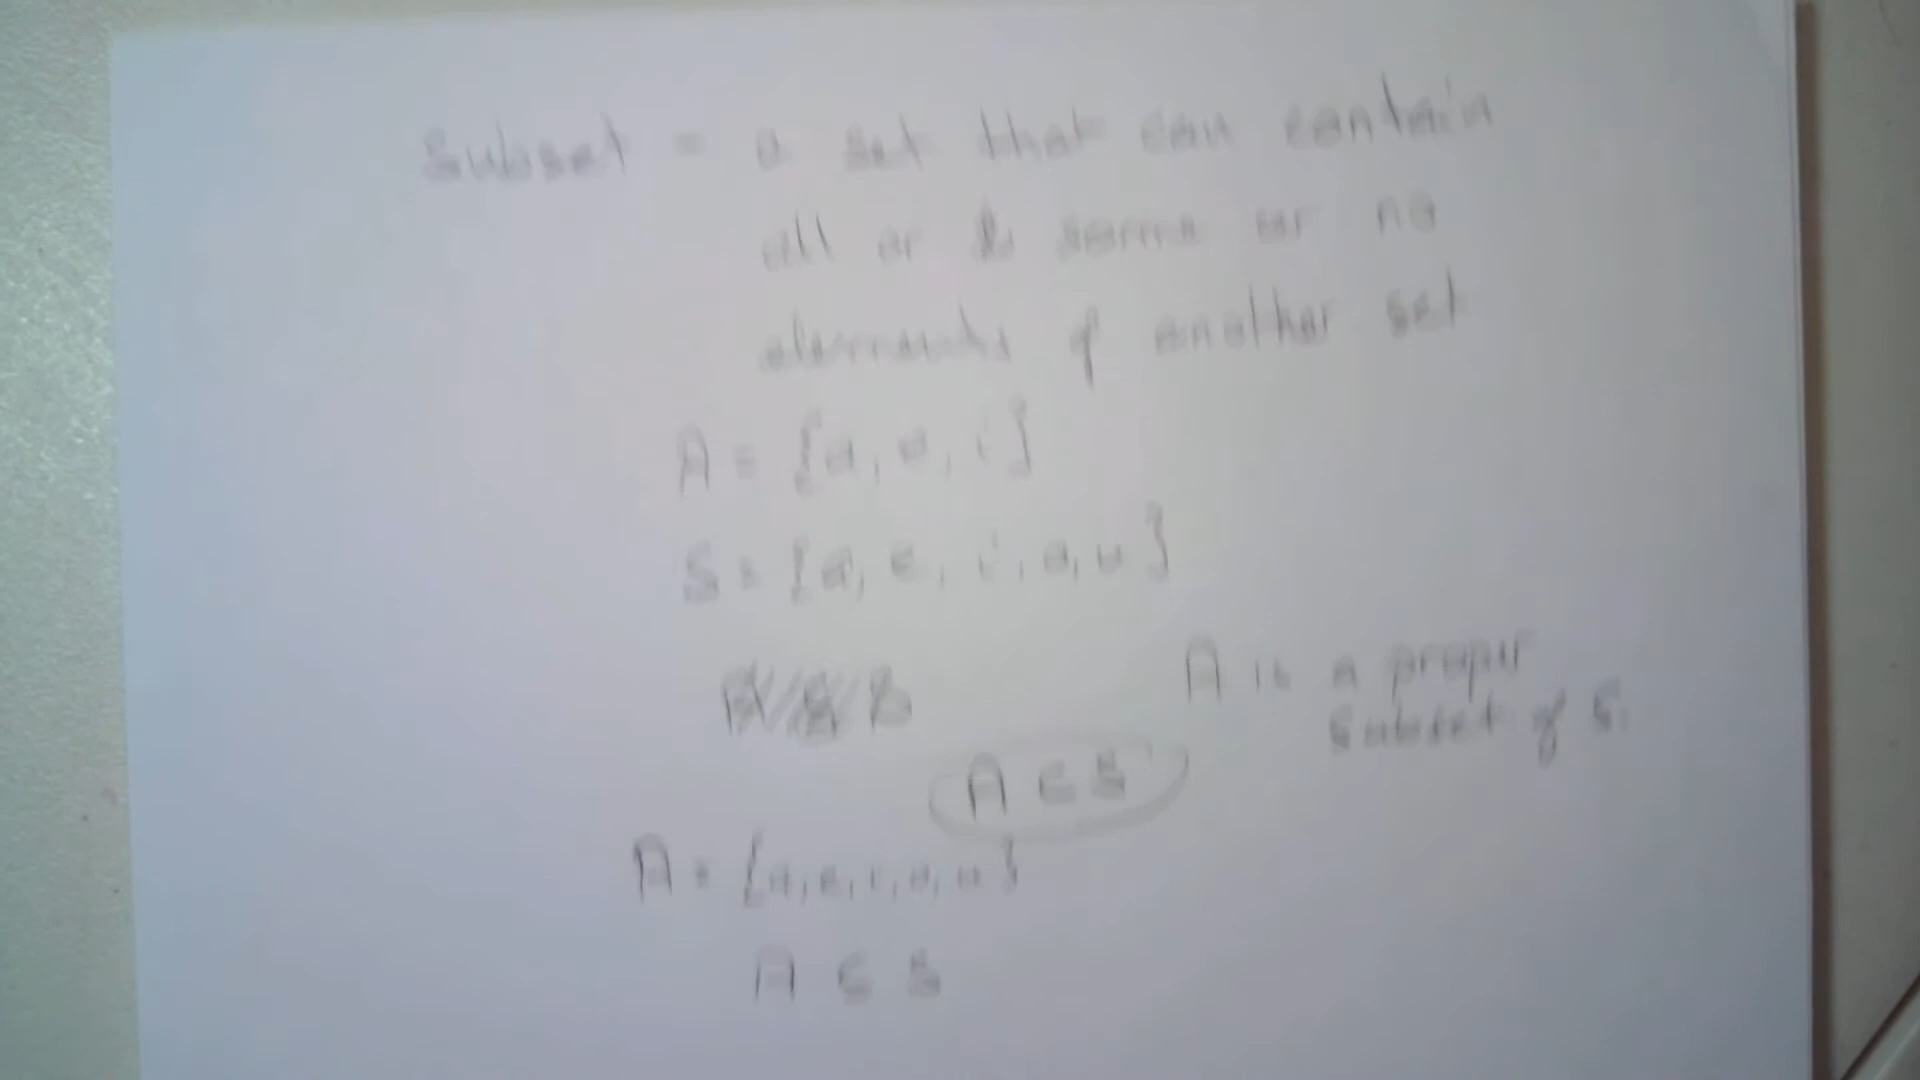 Subset = a set that can contain
all or some or no
elements of another set
A = {a, e, i}
S = {a, e, i, o, u}
A is a proper
subset of S.
A ⊂ S
A = {a, e, i, o, u}
A ⊆ S